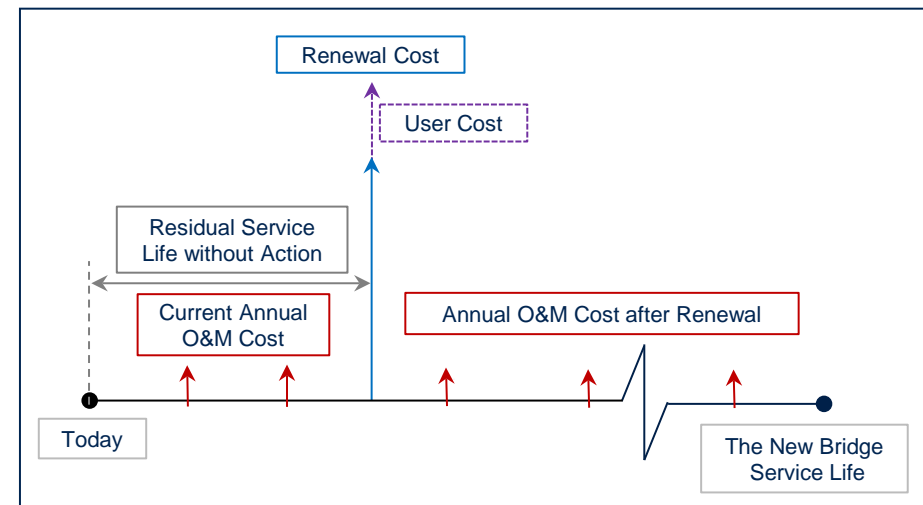 Renewal Cost
User Cost
Residual Service
Life without Action
Current Annual
O&M Cost
Annual O&M Cost after Renewal
Today
The New Bridge
Service Life